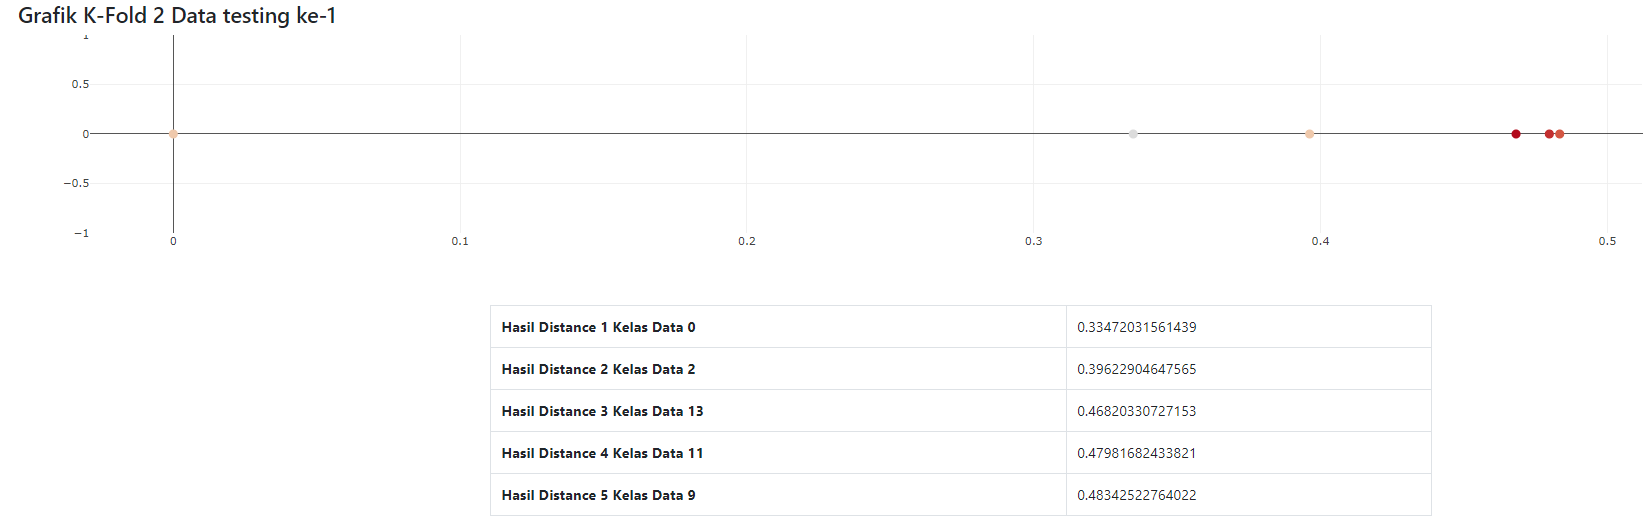 Grafik K-Fold 2 Data testing ke-1
1
0.5
0
−0.5
−1
0 0.1 0.2 0.3 0.4 0.5
Hasil Distance 1 Kelas Data 0 0.33472031561439
Hasil Distance 2 Kelas Data 2 0.39622904647565
Hasil Distance 3 Kelas Data 13 0.46820330727153
Hasil Distance 4 Kelas Data 11 0.47981682433821
Hasil Distance 5 Kelas Data 9 0.48342522764022